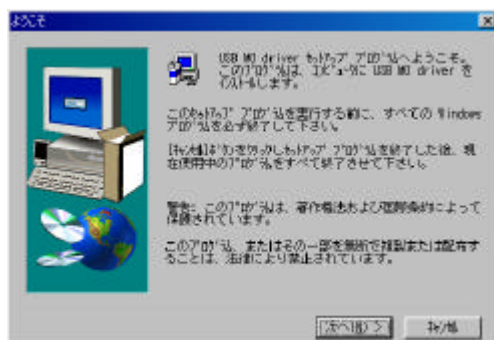 ようこそ
USB MO driver ｾｯﾄｱｯﾌﾟ ﾌﾟﾛｸﾞﾗﾑへようこそ。
このﾌﾟﾛｸﾞﾗﾑは、ｺﾝﾋﾟｭｰﾀに USB MO driver を
ｲﾝｽﾄｰﾙします。
このｾｯﾄｱｯﾌﾟ ﾌﾟﾛｸﾞﾗﾑを実行する前に、すべての Windows
ﾌﾟﾛｸﾞﾗﾑを必ず終了して下さい。
[ｷｬﾝｾﾙ]ﾎﾞﾀﾝをｸﾘｯｸしｾｯﾄｱｯﾌﾟ ﾌﾟﾛｸﾞﾗﾑを終了した後、現
在使用中のﾌﾟﾛｸﾞﾗﾑをすべて終了させて下さい。
警告: このﾌﾟﾛｸﾞﾗﾑは、著作権法および国際条約によって
保護されています。
このﾌﾟﾛｸﾞﾗﾑ、またはその一部を無断で複製または配布す
ることは、法律により禁止されています。
次へ(N) >
ｷｬﾝｾﾙ